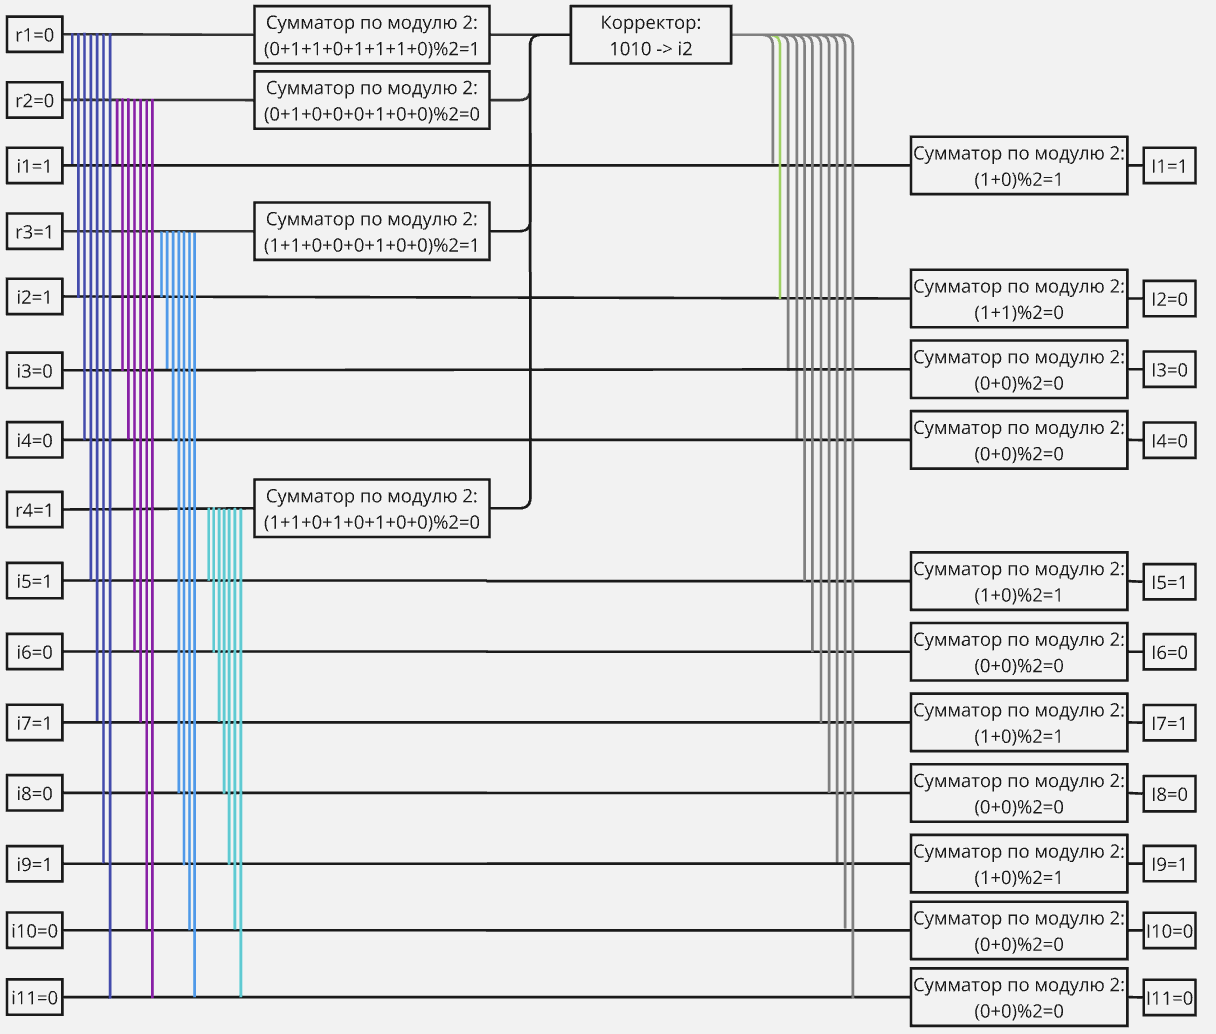 r1=0
Сумматор по модулю 2:
(0+1+1+0+1+1+1+0)%2=1
Корректор:
1010 -> i2
r2=0
Сумматор по модулю 2:
(0+1+0+0+0+1+0+0)%2=0
i1=1
Сумматор по модулю 2:
(1+0)%2=1
I1=1
r3=1
Сумматор по модулю 2:
(1+1+0+0+0+1+0+0)%2=1
i2=1
Сумматор по модулю 2:
(1+1)%2=0
I2=0
i3=0
Сумматор по модулю 2:
(0+0)%2=0
I3=0
i4=0
Сумматор по модулю 2:
(0+0)%2=0
I4=0
r4=1
Сумматор по модулю 2:
(1+1+0+1+0+1+0+0)%2=0
i5=1
Сумматор по модулю 2:
(1+0)%2=1
I5=1
i6=0
Сумматор по модулю 2:
(0+0)%2=0
I6=0
i7=1
Сумматор по модулю 2:
(1+0)%2=1
I7=1
i8=0
Сумматор по модулю 2:
(0+0)%2=0
I8=0
i9=1
Сумматор по модулю 2:
(1+0)%2=1
I9=1
i10=0
Сумматор по модулю 2:
(0+0)%2=0
I10=0
i11=0
Сумматор по модулю 2:
(0+0)%2=0
I11=0